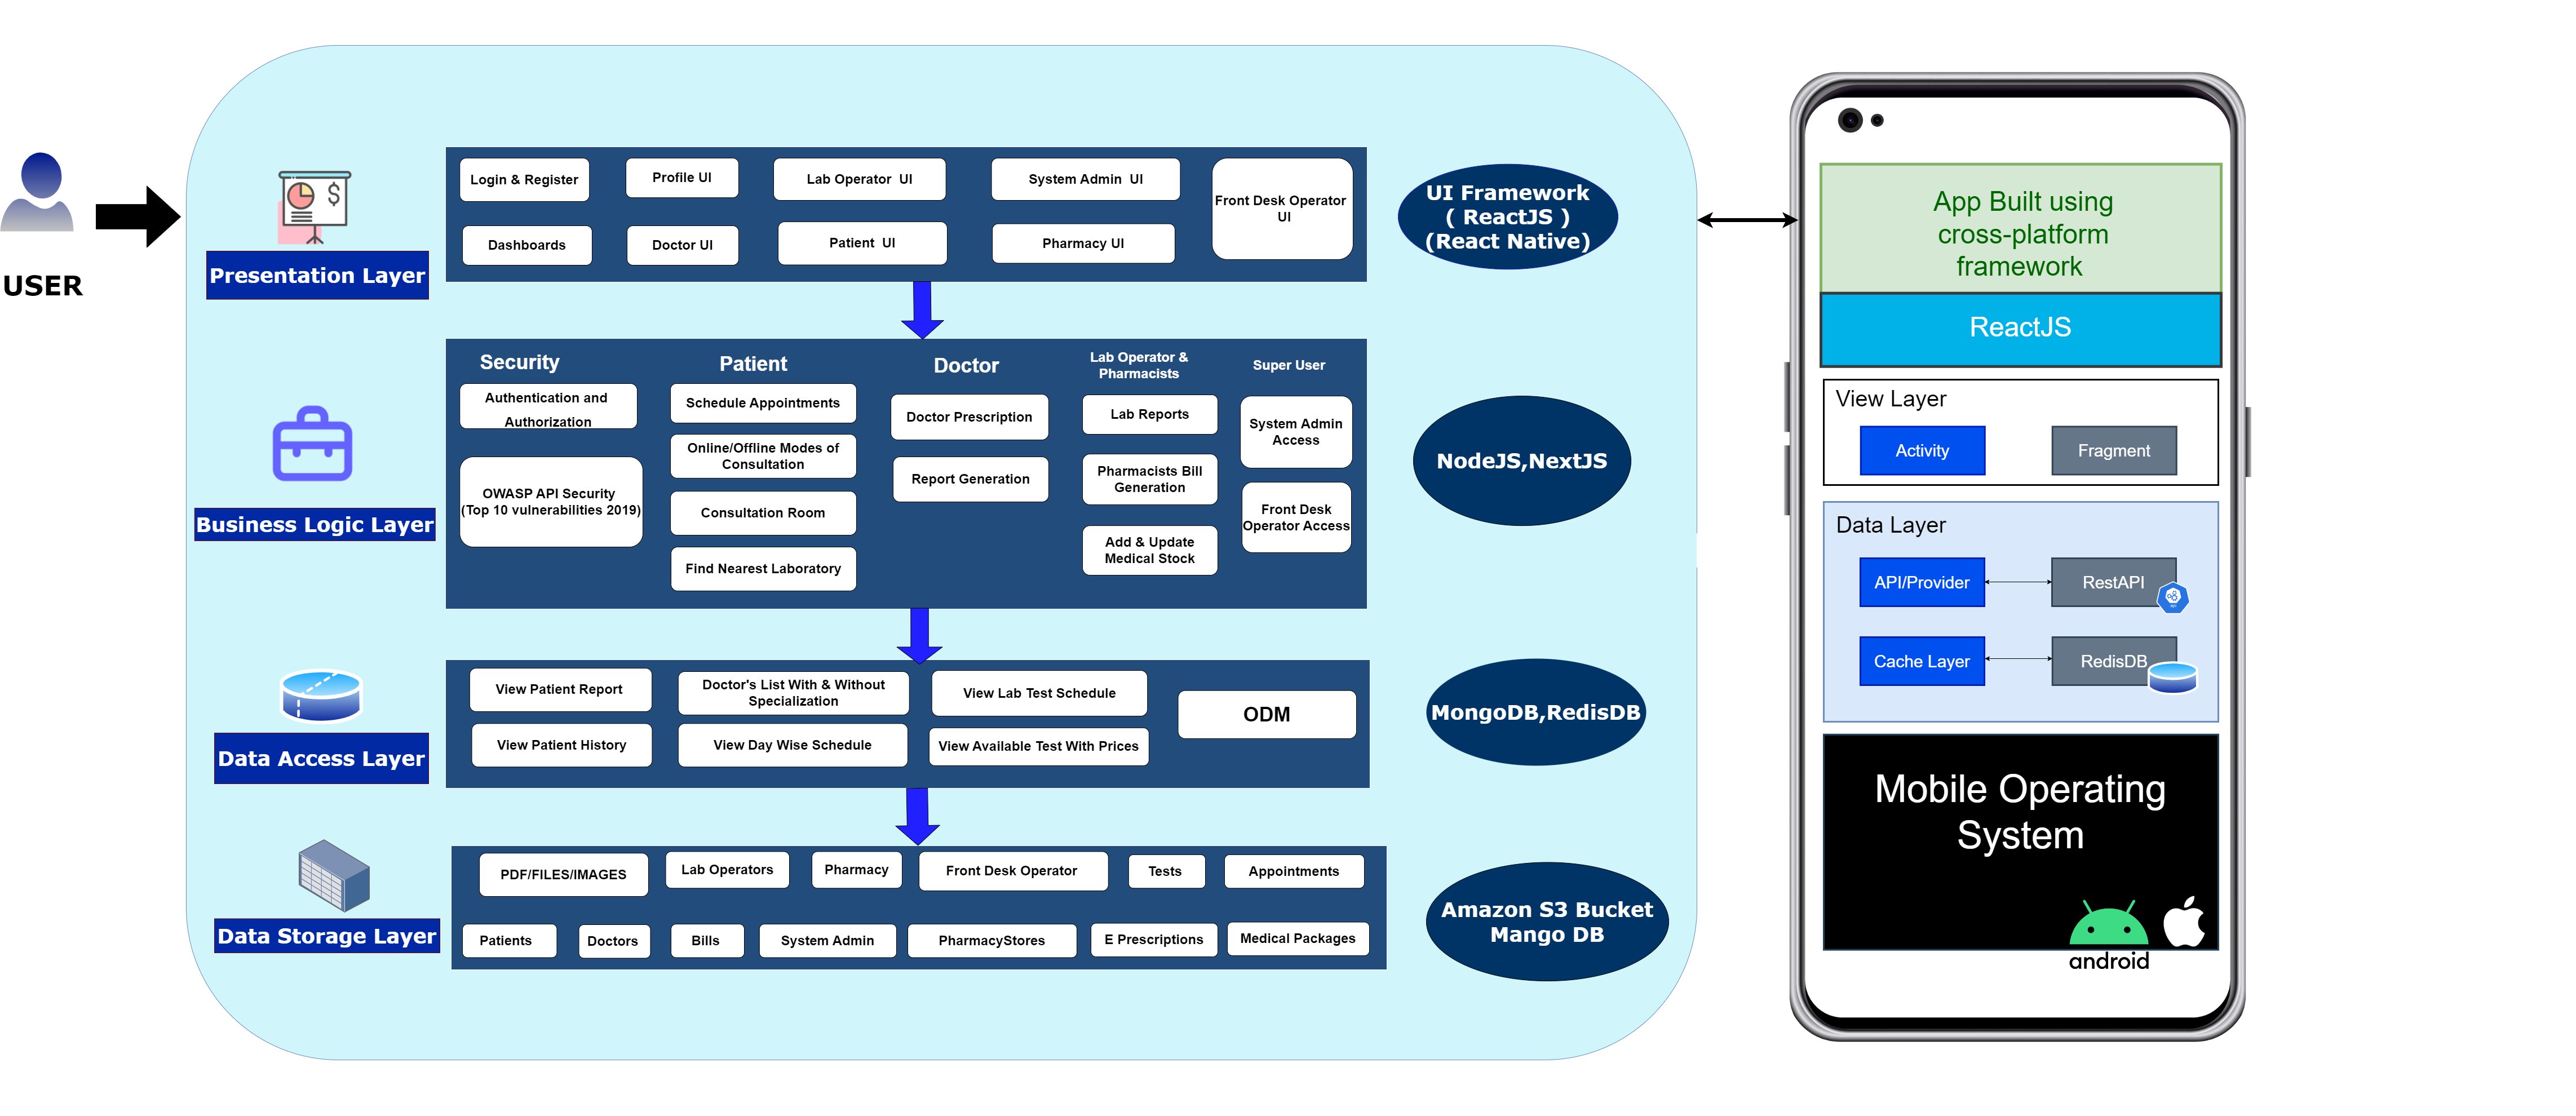 USER
Presentation Layer
Login & Register
Profile UI
Lab Operator UI
System Admin UI
Front Desk Operator
UI
Dashboards
Doctor UI
Patient UI
Pharmacy UI
UI Framework
( ReactJS )
(React Native)
Business Logic Layer
Security
Authentication and
Authorization
OWASP API Security
(Top 10 vulnerabilities 2019)
Patient
Schedule Appointments
Online/Offline Modes of
Consultation
Consultation Room
Find Nearest Laboratory
Doctor
Doctor Prescription
Report Generation
Lab Operator &
Pharmacists
Lab Reports
Pharmacists Bill
Generation
Add & Update
Medical Stock
Super User
System Admin
Access
Front Desk
Operator Access
NodeJS,NextJS
Data Access Layer
View Patient Report
Doctor's List With & Without
Specialization
View Lab Test Schedule
ODM
View Patient History
View Day Wise Schedule
View Available Test With Prices
MongoDB,RedisDB
Data Storage Layer
PDF/FILES/IMAGES
Lab Operators
Pharmacy
Front Desk Operator
Tests
Appointments
Patients
Doctors
Bills
System Admin
PharmacyStores
E Prescriptions
Medical Packages
Amazon S3 Bucket
Mango DB
App Built using
cross-platform
framework
ReactJS
View Layer
Activity
Fragment
Data Layer
API/Provider
RestAPI
Cache Layer
RedisDB
Mobile Operating
System
android